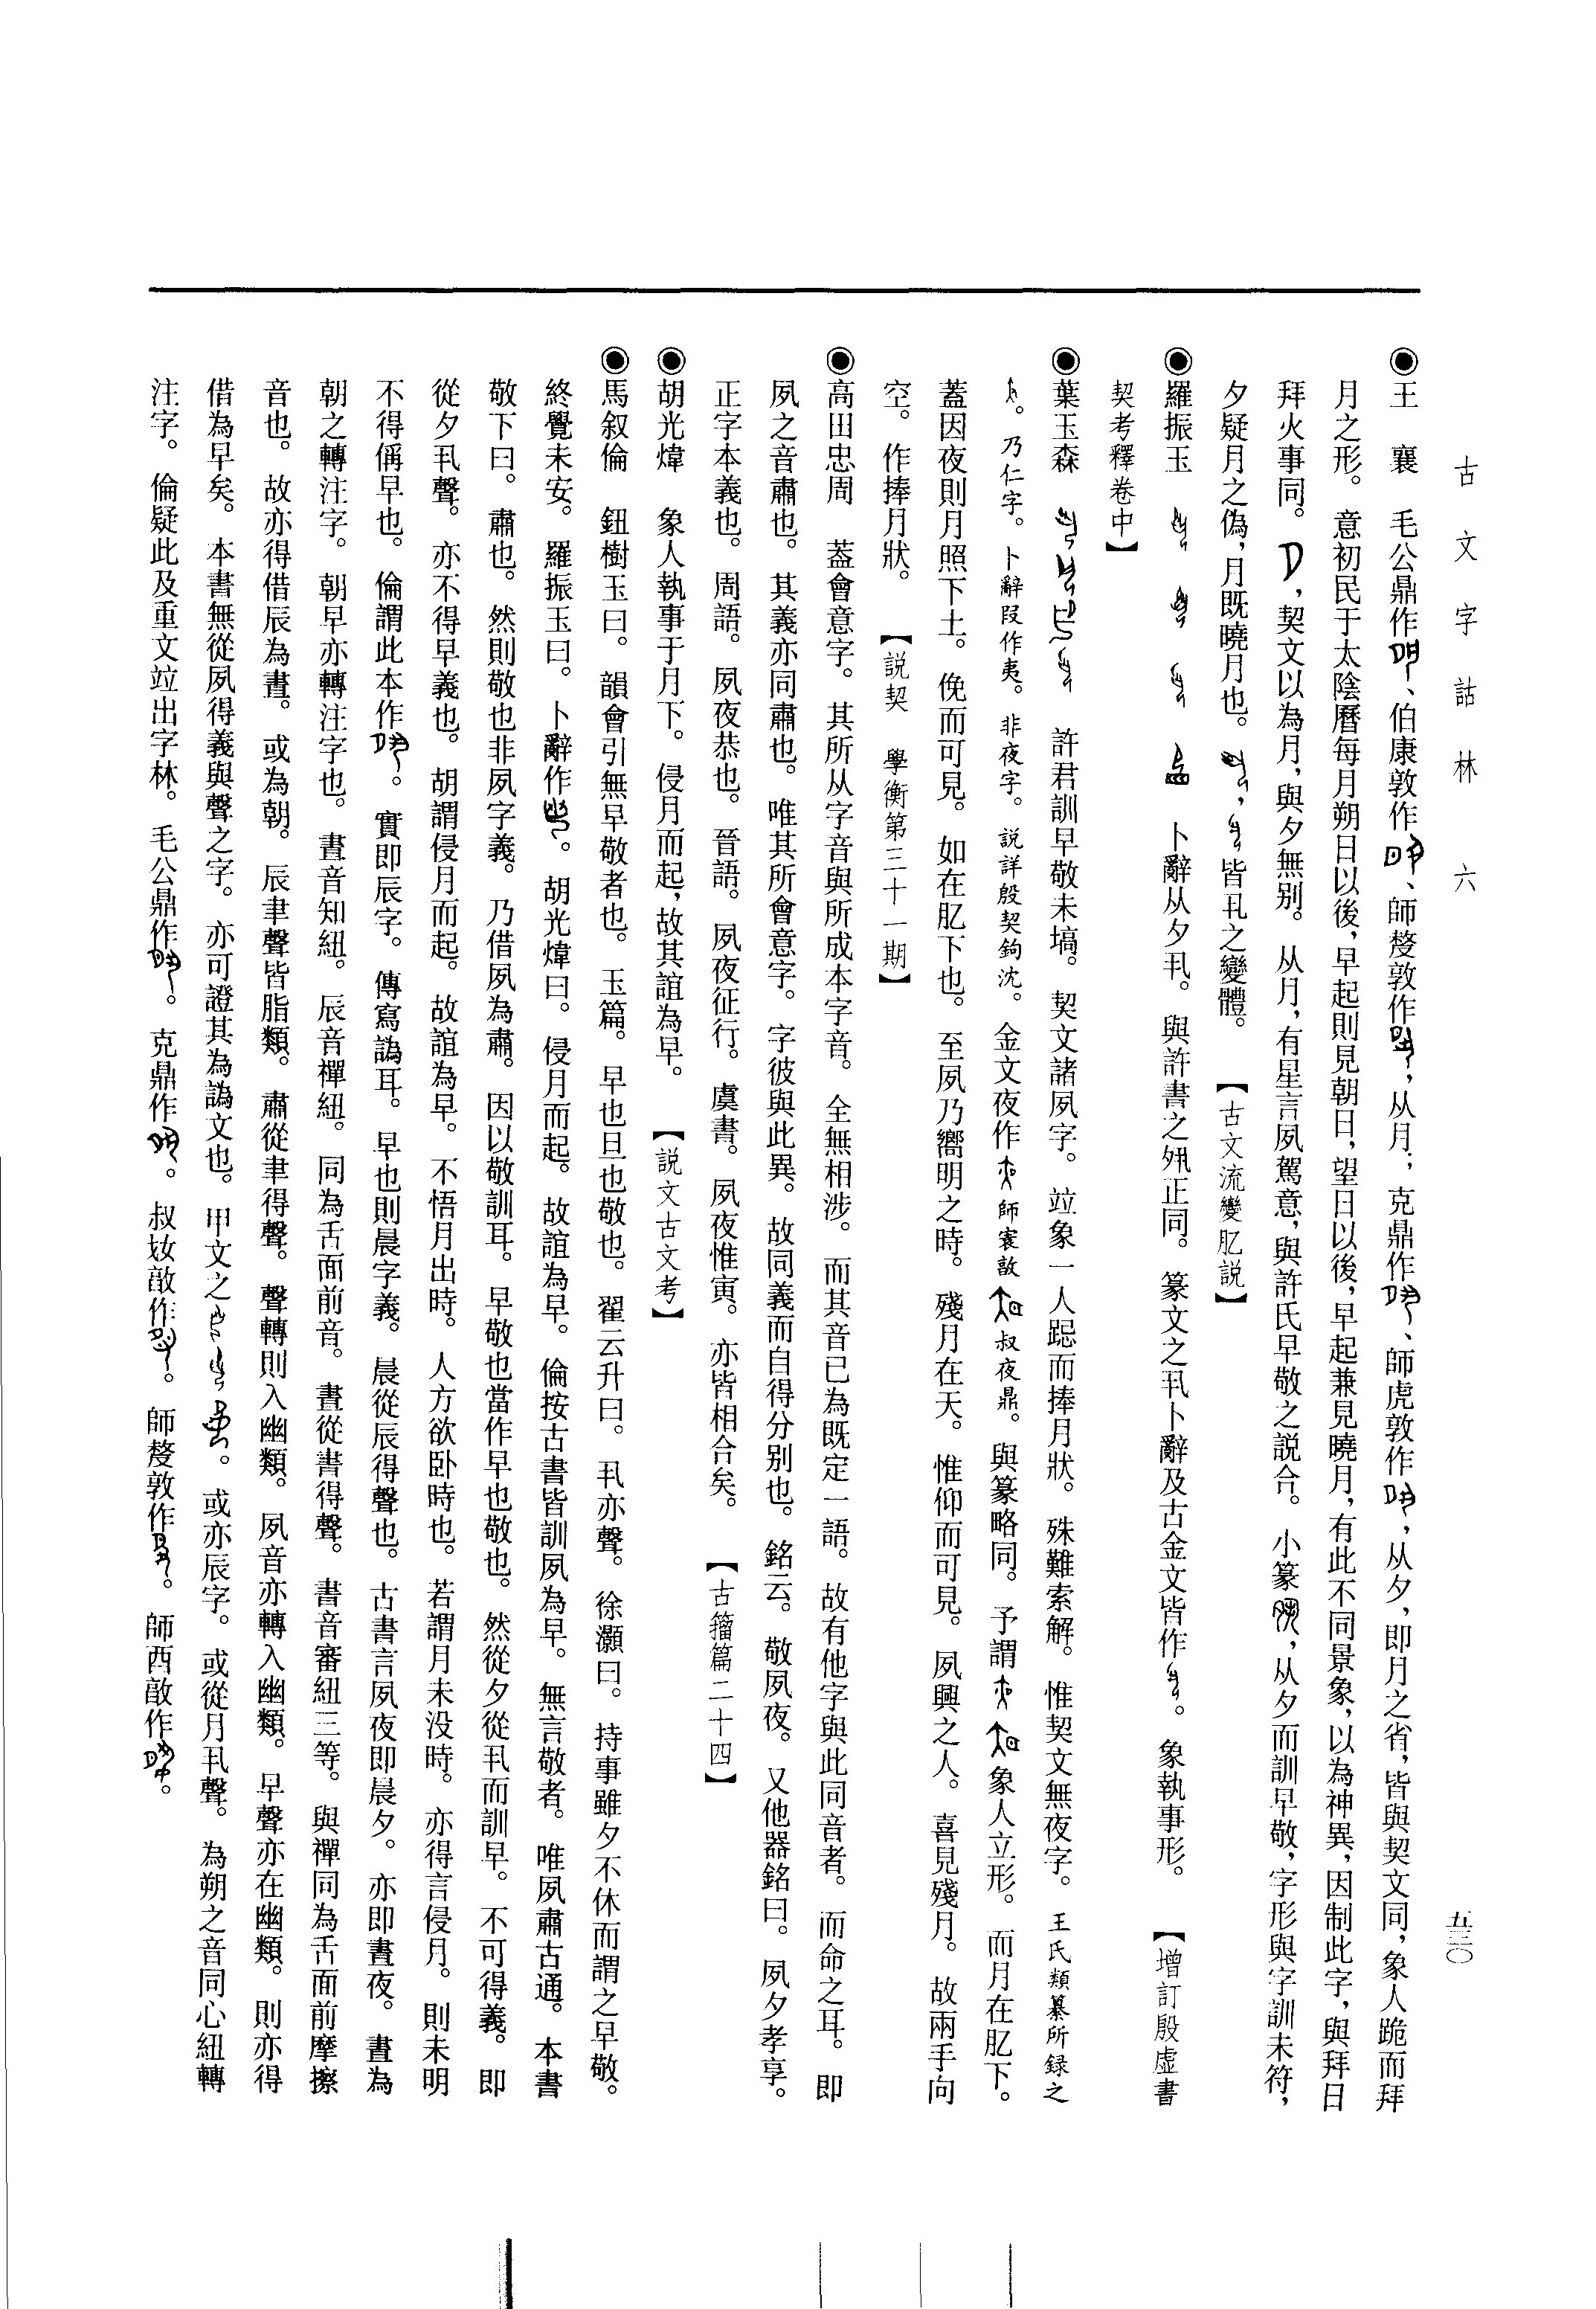 古文字詁林　六
五三〇
◉王　襄　毛公鼎作、伯康敦作、師𠭰敦作，从月；克鼎作、師虎敦作，从夕，即月之省，皆與契文同，象人跪而拜
月之形。意初民于太陰曆每月朔日以後，早起則見朝日，望日以後，早起兼見曉月，有此不同景象，以為神異，因制此字，與拜日
拜火事同。，契文以為月，與夕無别。从月，有星言夙駕意，與許氏早敬之説合。小篆，从夕而訓早敬，字形與字訓未符，
夕疑月之偽，月既曉月也。，皆丮之變體。　【古文流變肊説】
◉羅振玉　卜辭从夕丮。與許書之𡖊正同。篆文之丮卜辭及古金文皆作。象執事形。　【增訂殷虚書
契考釋卷中】
◉葉玉森　許君訓早敬未塙。契文諸夙字。竝象一人跽而捧月狀。殊難索解。惟契文無夜字。王氏類纂所録之
。乃仁字。卜辭叚作夷。非夜字。説詳殷契鉤沈。金文夜作師㝨敦叔夜鼎。與篆略同。予謂象人立形。而月在肊下。
蓋因夜則月照下土。俛而可見。如在肊下也。至夙乃嚮明之時。殘月在天。惟仰而可見。夙興之人。喜見殘月。故兩手向
空。作捧月狀。　【説契　學衡第三十一期】
◉高田忠周　葢會意字。其所从字音與所成本字音。全無相涉。而其音已為既定一語。故有他字與此同音者。而命之耳。即
夙之音肅也。其義亦同肅也。唯其所會意字。字彼與此異。故同義而自得分别也。銘云。敬夙夜。又他器銘曰。夙夕孝享。
正字本義也。周語。夙夜恭也。晉語。夙夜征行。虞書。夙夜惟寅。亦皆相合矣。　【古籀篇二十四】
◉胡光煒　象人執事于月下。侵月而起，故其誼為早。　【説文古文考】
◉馬叙倫　鈕樹玉曰。韻會引無早敬者也。玉篇。早也旦也敬也。翟云升曰。丮亦聲。徐灝曰。持事雖夕不休而謂之早敬。
終覺未安。羅振玉曰。卜辭作。胡光煒曰。侵月而起。故誼為早。倫按古書皆訓夙為早。無言敬者。唯夙肅古通。本書
敬下曰。肅也。然則敬也非夙字義。乃借夙為肅。因以敬訓耳。早敬也當作早也敬也。然從夕從丮而訓早。不可得義。即
從夕丮聲。亦不得早義也。胡謂侵月而起。故誼為早。不悟月出時。人方欲卧時也。若謂月未没時。亦得言侵月。則未明
不得偁早也。倫謂此本作。實即辰字。傳寫譌耳。早也則晨字義。晨從辰得聲也。古書言夙夜即晨夕。亦即晝夜。晝為
朝之轉注字。朝早亦轉注字也。晝音知紐。辰音禪紐。同為舌面前音。晝從書得聲。書音審紐三等。與禪同為舌面前摩擦
音也。故亦得借辰為晝。或為朝。辰聿聲皆脂類。肅從聿得聲。聲轉則入幽類。夙音亦轉入幽類。早聲亦在幽類。則亦得
借為早矣。本書無從夙得義與聲之字。亦可證其為譌文也。甲文之。或亦辰字。或從月丮聲。為朔之音同心紐轉
注字。倫疑此及重文竝出字林。毛公鼎作。克鼎作。叔㚤敔作。師𠭰敦作。師酉敔作。